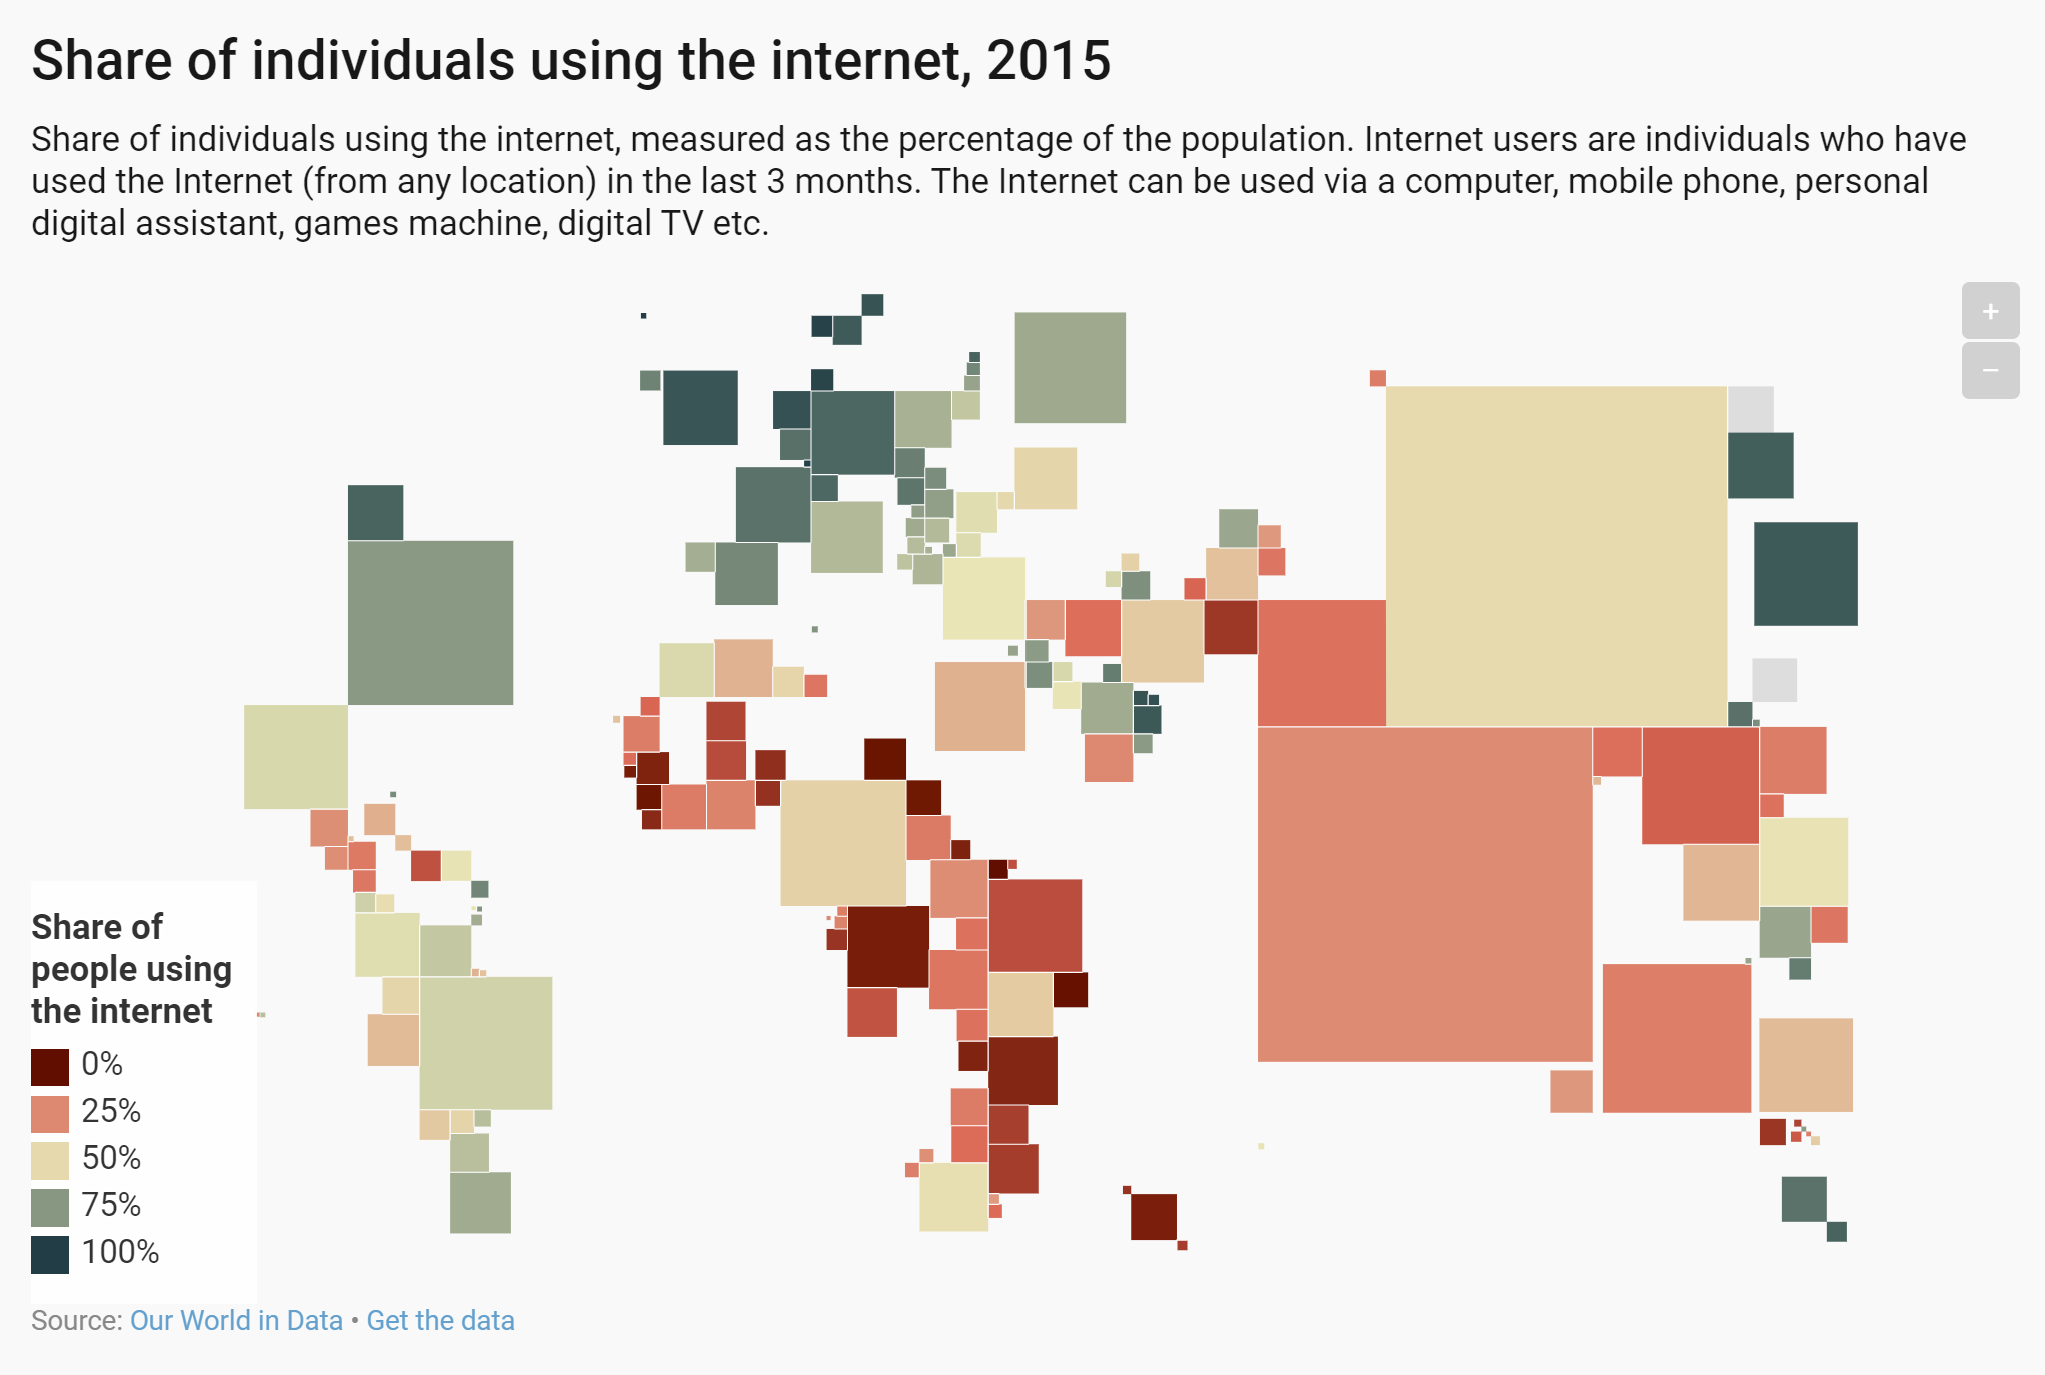 Share of individuals using the internet, 2015
Share of individuals using the internet, measured as the percentage of the population. Internet users are individuals who have
used the Internet (from any location) in the last 3 months. The Internet can be used via a computer, mobile phone, personal
digital assistant, games machine, digital TV etc.
+
−
Share of
people using
the internet
0%
25%
50%
75%
100%
Source: Our World in Data • Get the data